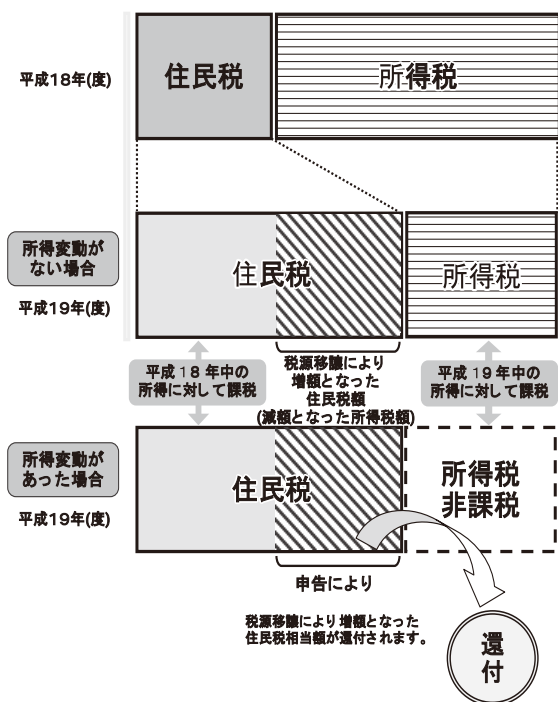 平成18年(度)
住民税
所得税
所得変動が
ない場合
平成19年(度)
住民税
所得税
平成18年中の
所得に対して課税
税源移譲により
増額となった
住民税額
(減額となった所得税額)
平成19年中の
所得に対して課税
所得変動が
あった場合
平成19年(度)
住民税
所得税
非課税
申告により
税源移譲により増額となった
住民税相当額が還付されます。
還
付